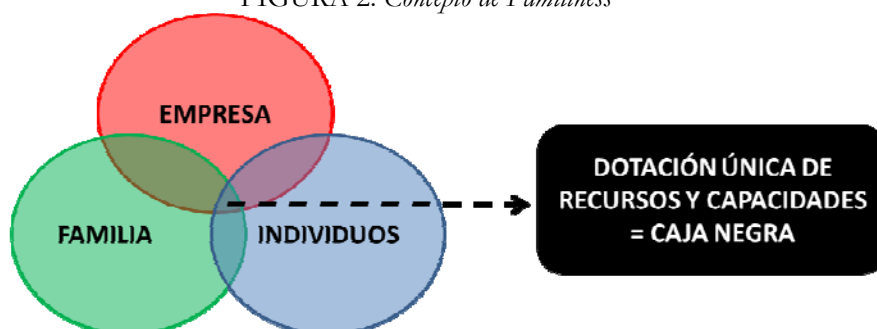 FIGURA 2. Concepto de Familiness
EMPRESA
FAMILIA
INDIVIDUOS
DOTACIÓN ÚNICA DE
RECURSOS Y CAPACIDADES
= CAJA NEGRA